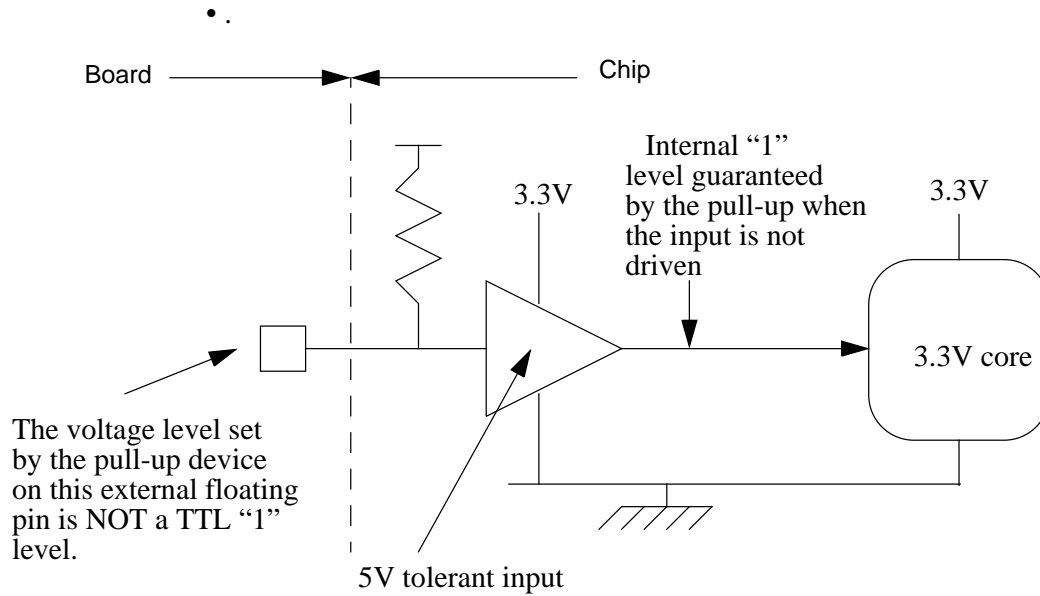 • .
Board
Chip
Internal “1”
level guaranteed
by the pull-up when
the input is not
driven
3.3V
3.3V
3.3V core
The voltage level set
by the pull-up device
on this external floating
pin is NOT a TTL “1”
level.
5V tolerant input